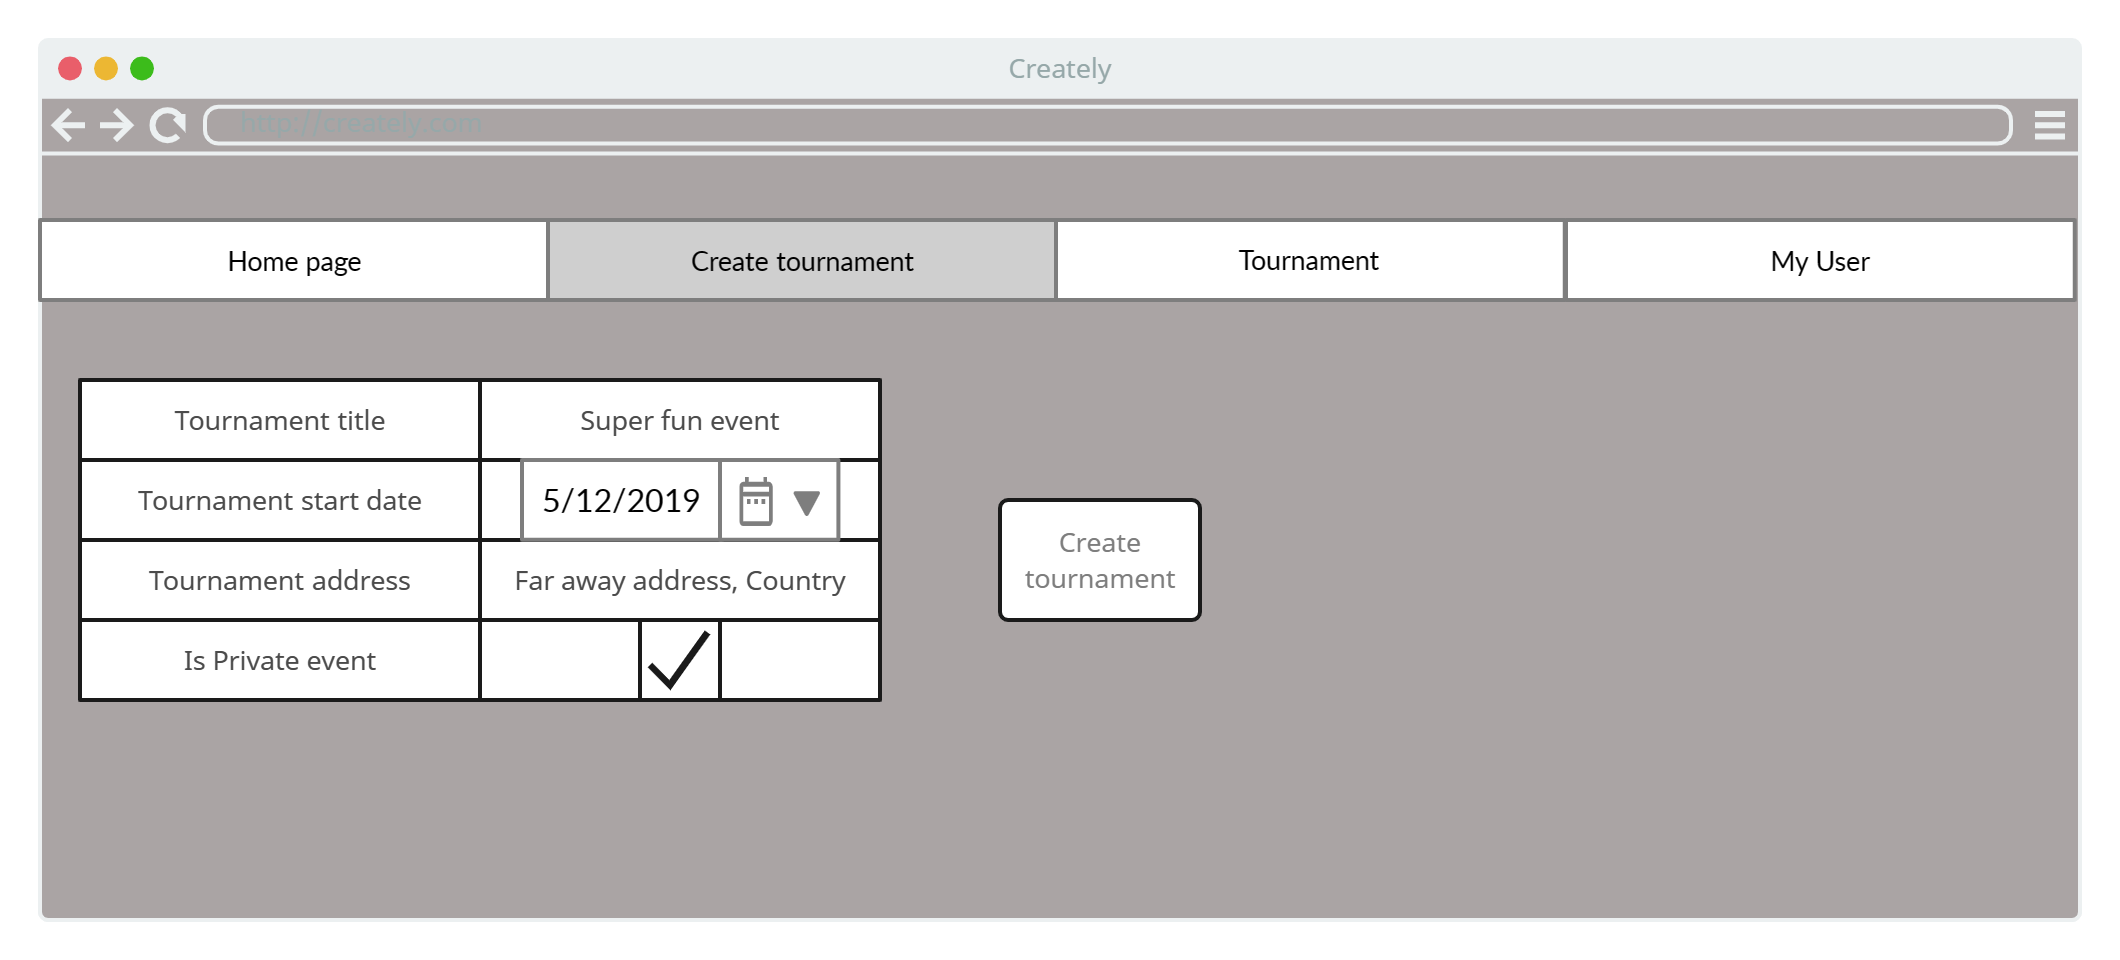 Creately
http://creately.com
Home page
Create tournament
Tournament
My User
Tournament title
Super fun event
Tournament start date
5/12/2019
Tournament address
Far away address, Country
Is Private event
Create
tournament